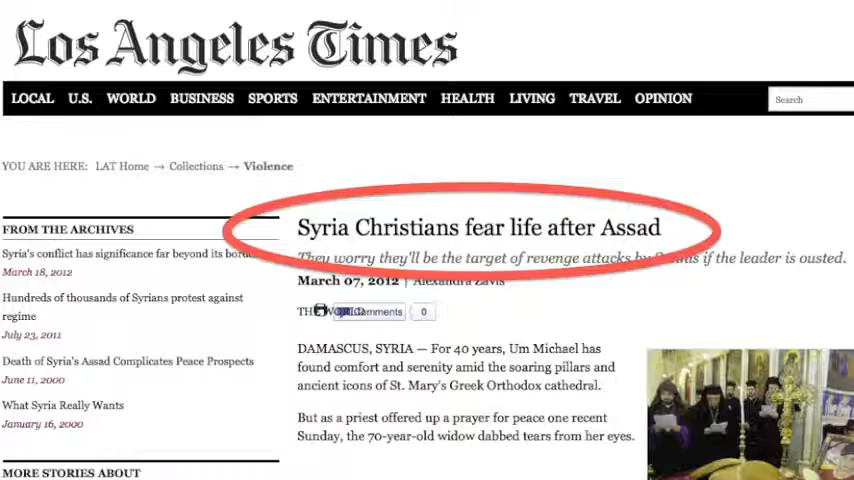 Los Angeles Times
LOCAL U.S. WORLD BUSINESS SPORTS ENTERTAINMENT HEALTH LIVING TRAVEL OPINION Search
YOU ARE HERE: LAT Home → Collections → Violence
FROM THE ARCHIVES
Syria's conflict has significance far beyond its
March 18, 2012
Hundreds of thousands of Syrians protest against
regime
July 23, 2011
Death of Syria's Assad Complicates Peace Prospects
June 11, 2000
What Syria Really Wants
January 16, 2000
MORE STORIES ABOUT
Syria Christians fear life after Assad
They worry they'll be the target of revenge attacks by if the leader is ousted.
March 07, 2012 | Alexandra Zavis
Comments 0
DAMASCUS, SYRIA — For 40 years, Um Michael has
found comfort and serenity amid the soaring pillars and
ancient icons of St. Mary's Greek Orthodox cathedral.
But as a priest offered up a prayer for peace one recent
Sunday, the 70-year-old widow dabbed tears from her eyes.